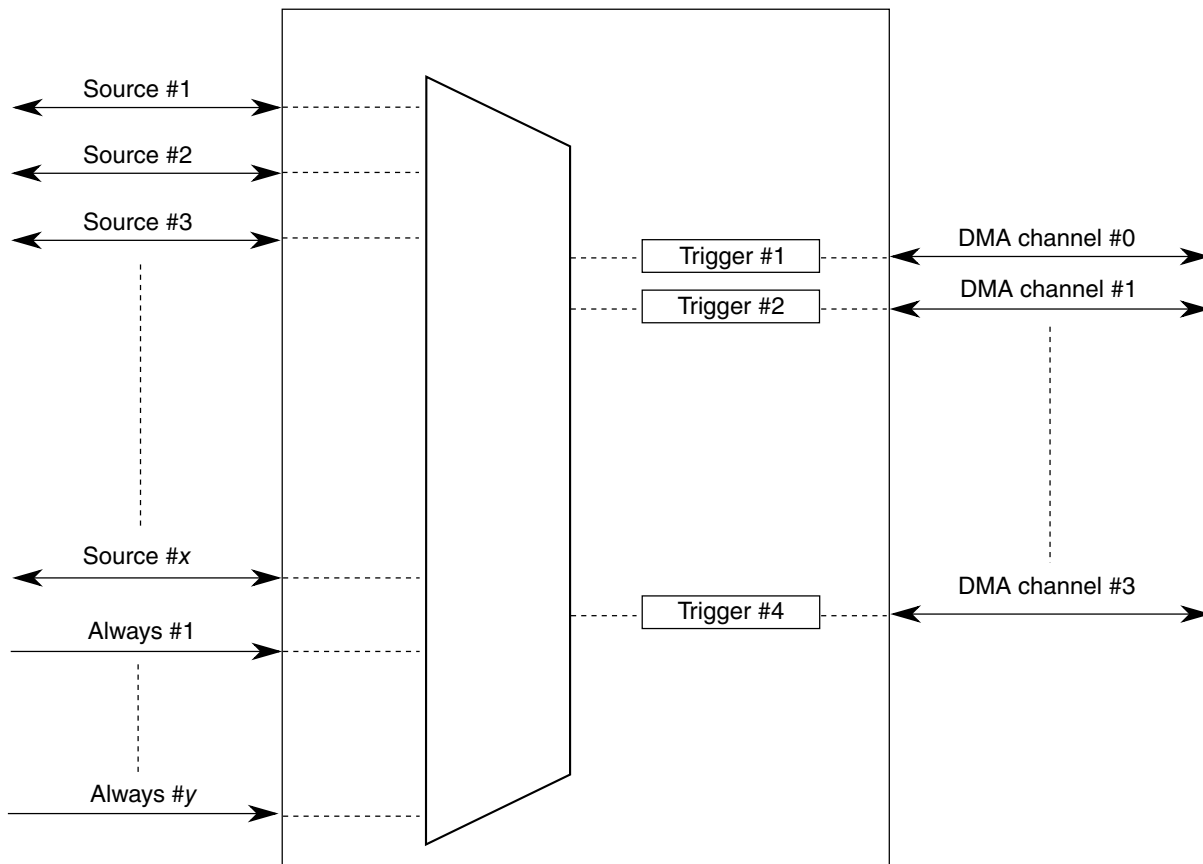 Source #1
Source #2
Source #3
Source #x
Always #1
Always #y
Trigger #1
Trigger #2
Trigger #4
DMA channel #0
DMA channel #1
DMA channel #3